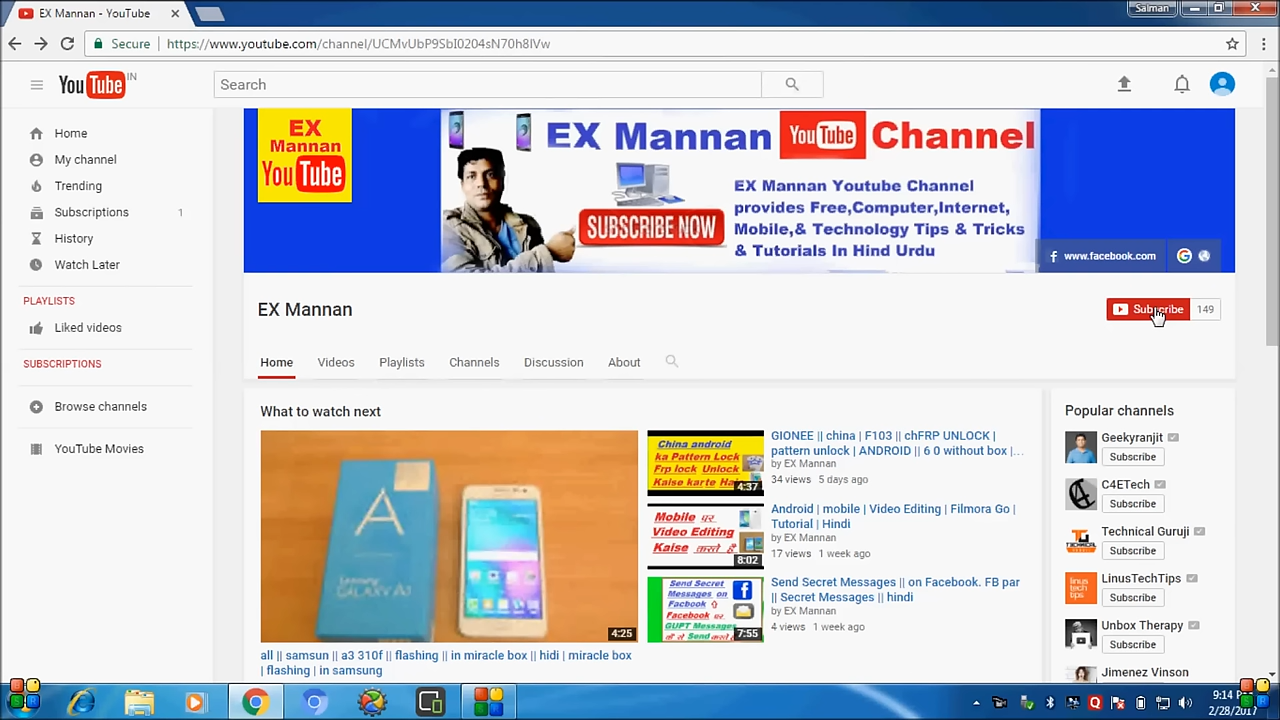 EX Mannan - YouTube
Salman
Secure
https://www.youtube.com/channel/UCMvUbP9SbI0204sN70h8IVw
YouTube IN
Search
Home
My channel
Trending
Subscriptions 1
History
Watch Later
PLAYLISTS
Liked videos
SUBSCRIPTIONS
Browse channels
YouTube Movies
EX
Mannan
YouTube
EX Mannan YouTube Channel
SUBSCRIBE NOW
EX Mannan Youtube Channel
provides Free,Computer,Internet,
Mobile,& Technology Tips & Tricks
& Tutorials In Hind Urdu
www.facebook.com
EX Mannan
Subscribe 149
Home Videos Playlists Channels Discussion About
What to watch next
4:25
all || samsun || a3 310f || flashing || in miracle box || hidi | miracle box
| flashing | in samsung
China android
ka Pattern Lock
Frp lock Unlock
Kaise karte Hai
4:37
GIONEE || china | F103 || chFRP UNLOCK |
pattern unlock | ANDROID || 6 0 without box |…
by EX Mannan
34 views 5 days ago
Mobile पर
Video Editing
Kaise करते है
8:02
Android | mobile | Video Editing | Filmora Go |
Tutorial | Hindi
by EX Mannan
17 views 1 week ago
Send Secret
Messages on
Facbook
Facebook पर
GUPT Messages
Send
7:55
Send Secret Messages || on Facebook. FB par
|| Secret Messages || hindi
by EX Mannan
4 views 1 week ago
Popular channels
Geekyranjit
Subscribe
C4ETech
Subscribe
Technical Guruji
Subscribe
LinusTechTips
Subscribe
Unbox Therapy
Subscribe
Jimenez Vinson
9:14 P
2/28/2017